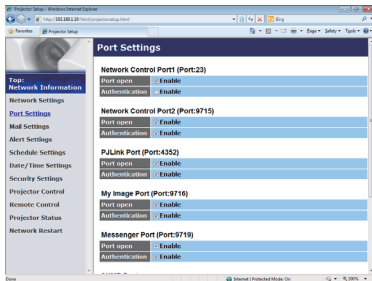 Projector Setup - Windows Internet Explorer
http://192.168.1.10/html/projectorsetup.html
Bing
Favorites
Projector Setup
Page
Safety
Tools
Top:
Network Information
Network Settings
Port Settings
Mail Settings
Alert Settings
Schedule Settings
Date/Time Settings
Security Settings
Projector Control
Remote Control
Projector Status
Network Restart
Port Settings
Network Control Port1 (Port:23)
Port open Enable
Authentication Enable
Network Control Port2 (Port:9715)
Port open Enable
Authentication Enable
PJLink Port (Port:4352)
Port open Enable
Authentication Enable
My Image Port (Port:9716)
Port open Enable
Authentication Enable
Messenger Port (Port:9719)
Port open Enable
Authentication Enable
Done
Internet | Protected Mode: On
100%